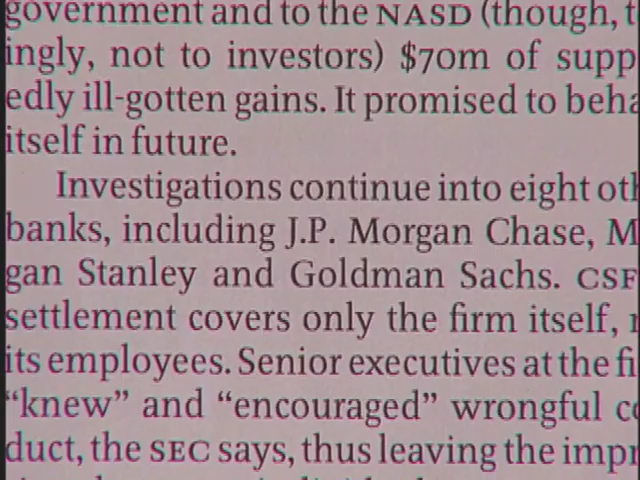 government and to the NASD (though, t
ingly, not to investors) $70m of supp
edly ill-gotten gains. It promised to beha
itself in future.
Investigations continue into eight oth
banks, including J.P. Morgan Chase, M
gan Stanley and Goldman Sachs. CSF
settlement covers only the firm itself, n
its employees. Senior executives at the fi
“knew” and “encouraged” wrongful co
duct, the SEC says, thus leaving the impr